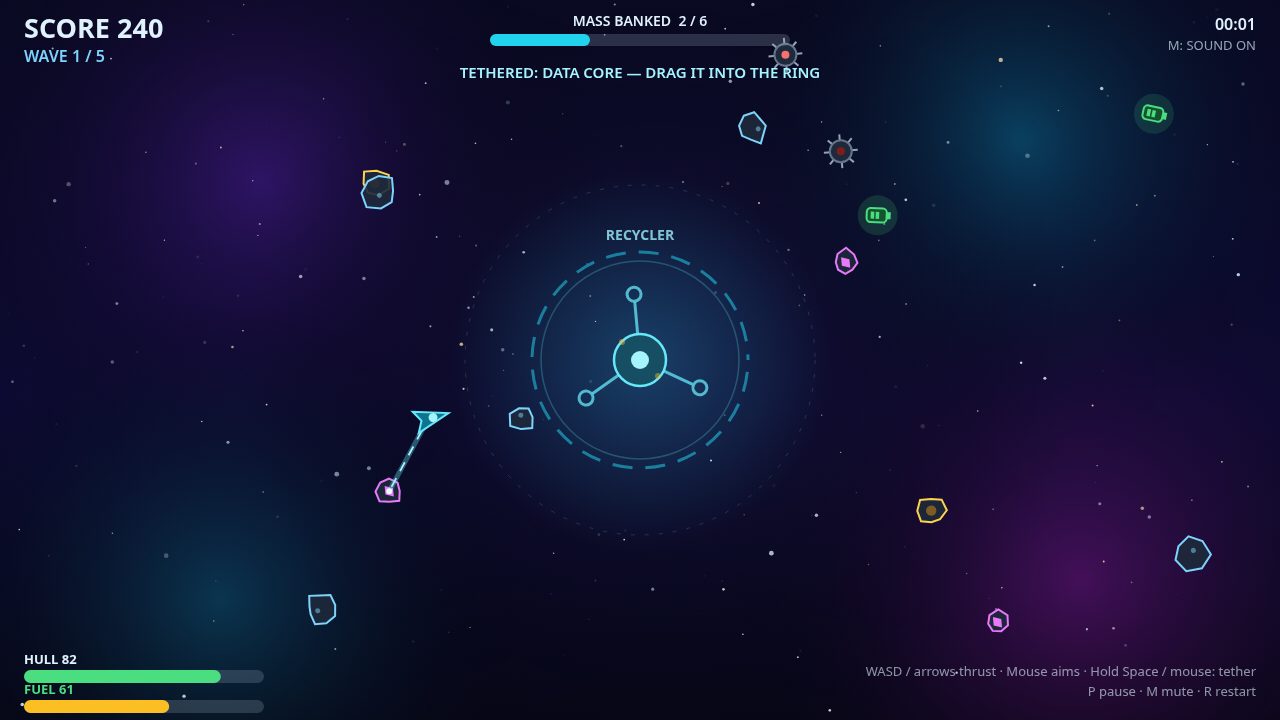 SCORE 240
WAVE 1 / 5
MASS BANKED 2 / 6
TETHERED: DATA CORE — DRAG IT INTO THE RING
00:01
M: SOUND ON
RECYCLER
HULL 82
FUEL 61
WASD / arrows thrust · Mouse aims · Hold Space / mouse: tether
P pause · M mute · R restart